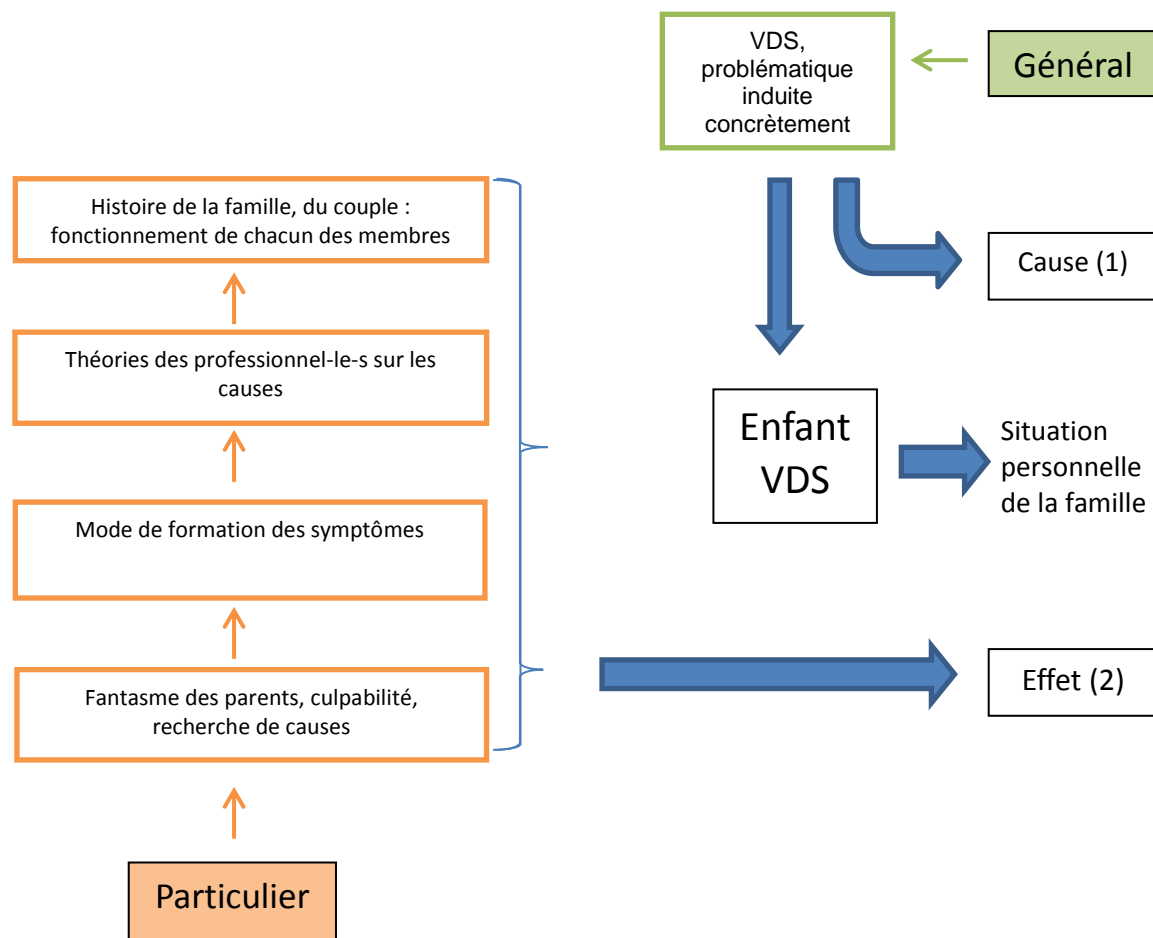 VDS,
problématique
induite
concrètement
Général
Histoire de la famille, du couple :
fonctionnement de chacun des membres
Cause (1)
Théories des professionnel-le-s sur les
causes
Enfant
VDS
Situation
personnelle
de la famille
Mode de formation des symptômes
Fantasme des parents, culpabilité,
recherche de causes
Effet (2)
Particulier